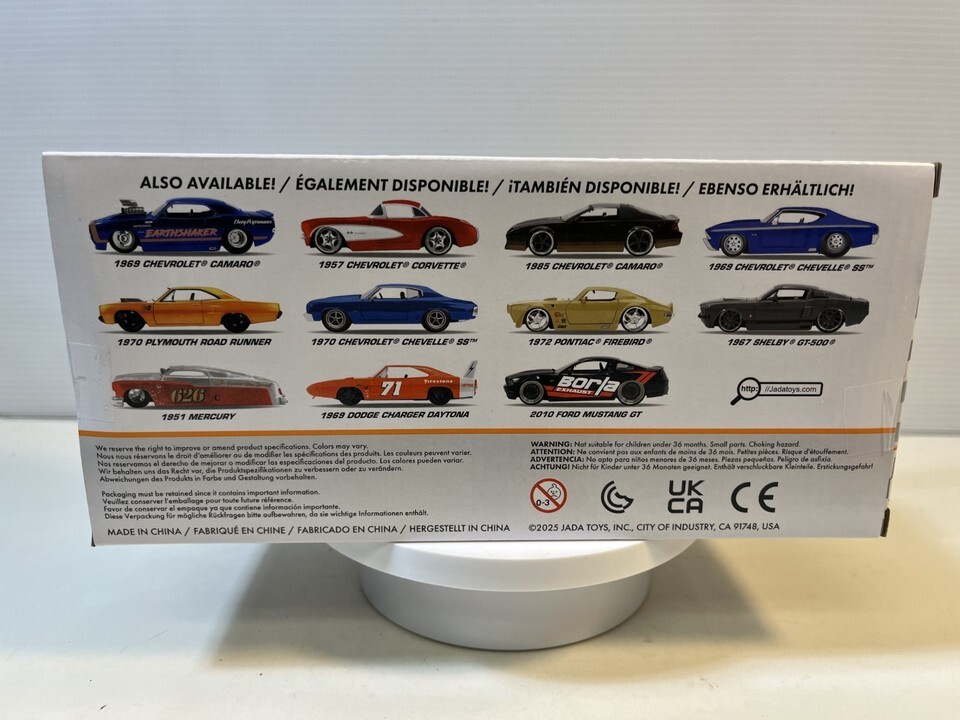 ALSO AVAILABLE! / ÉGALEMENT DISPONIBLE! / ¡TAMBIÉN DISPONIBLE! / EBENSO ERHÄLTLICH!
EARTHSHAKER
1969 CHEVROLET® CAMARO®
1957 CHEVROLET® CORVETTE®
1985 CHEVROLET® CAMARO®
1969 CHEVROLET® CHEVELLE® SS™
1970 PLYMOUTH ROAD RUNNER
1970 CHEVROLET® CHEVELLE® SS™
1972 PONTIAC® FIREBIRD®
1967 SHELBY® GT-500®
626
71
Firestone
Borla
EXHAUST
http: //Jadatoys.com
1951 MERCURY
1969 DODGE CHARGER DAYTONA
2010 FORD MUSTANG GT
We reserve the right to improve or amend product specifications. Colors may vary.
Nous nous réservons le droit d'améliorer ou de modifier les spécifications des produits. Les couleurs peuvent varier.
Nos reservamos el derecho de mejorar o modificar las especificaciones del producto. Los colores pueden variar.
Wir behalten uns das Recht vor, die Produktspezifikationen zu verbessern oder zu verändern.
Abweichungen des Produkts in Farbe und Gestaltung vorbehalten.
Packaging must be retained since it contains important information.
Veuillez conserver l'emballage pour toute future référence.
Favor de conservar el empaque ya que contiene información importante.
Diese Verpackung für mögliche Rückfragen bitte aufbewahren, da sie wichtige Informationen enthält.
MADE IN CHINA / FABRIQUÉ EN CHINE / FABRICADO EN CHINA / HERGESTELLT IN CHINA
WARNING: Not suitable for children under 36 months. Small parts. Choking hazard.
ATTENTION: Ne convient pas aux enfants de moins de 36 mois. Petites pièces. Risque d'étouffement.
ADVERTENCIA: No apto para niños menores de 36 meses. Piezas pequeñas. Peligro de asfixia.
ACHTUNG! Nicht für Kinder unter 36 Monaten geeignet. Enthält verschluckbare Kleinteile. Erstickungsgefahr!
0-3
UK
CA
CE
©2025 JADA TOYS, INC., CITY OF INDUSTRY, CA 91748, USA